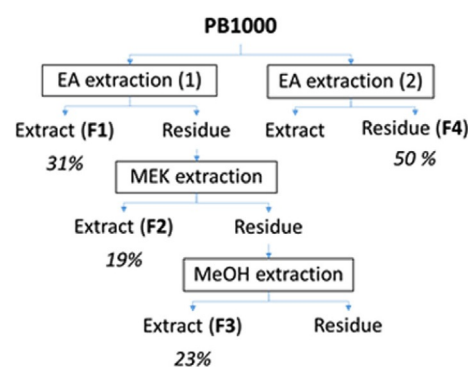 PB1000
EA extraction (1) EA extraction (2)
Extract (F1) Residue Extract Residue (F4)
31% 50 %
MEK extraction
Extract (F2) Residue
19%
MeOH extraction
Extract (F3) Residue
23%